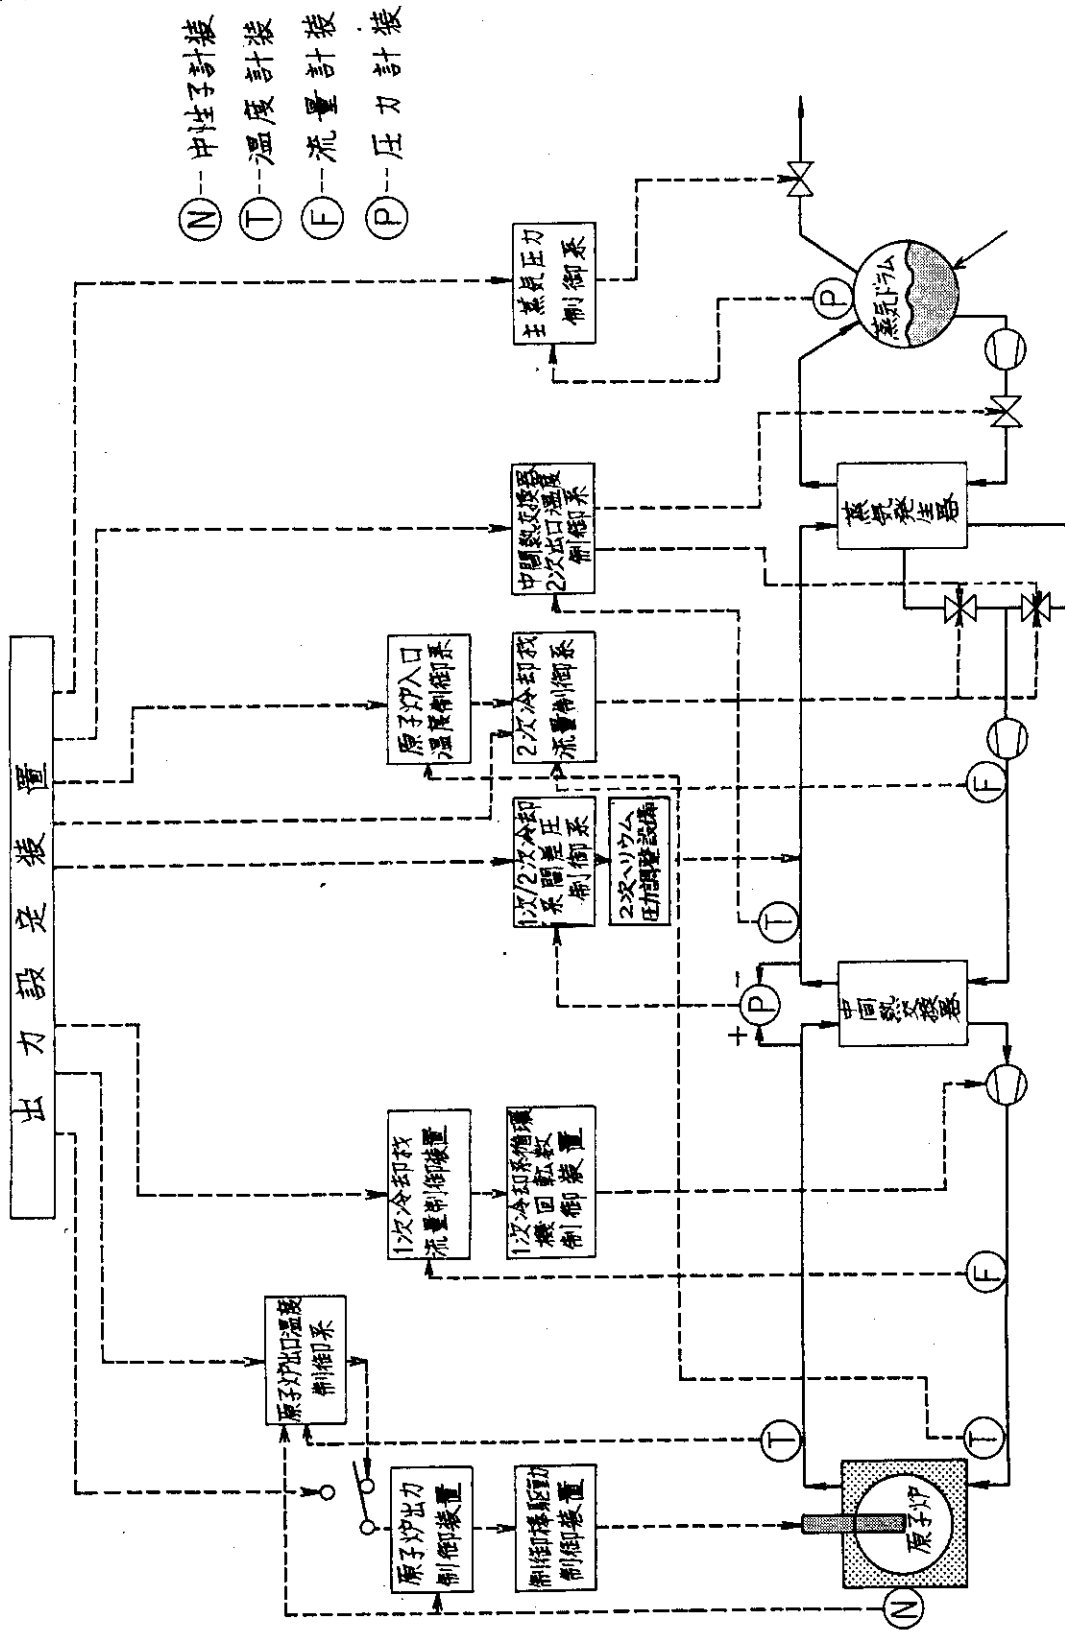 出力設定装置
原子炉出口温度
制御系
原子炉出力
制御装置
制御棒駆動
制御装置
1次冷却材
流量制御装置
1次冷却系循環
機回転数
制御装置
1次/2次冷却
系間差圧
制御系
2次ヘリウム
圧力調整設備
原子炉入口
温度制御系
2次冷却材
流量制御系
中間熱交換器
2次出口温度
制御系
主蒸気圧力
制御系
N
原子炉
T
T
F
+
P
-
中間熱交換器
T
F
蒸気発生器
P
蒸気ドラム
N---中性子計装
T---温度計装
F---流量計装
P---圧力計装